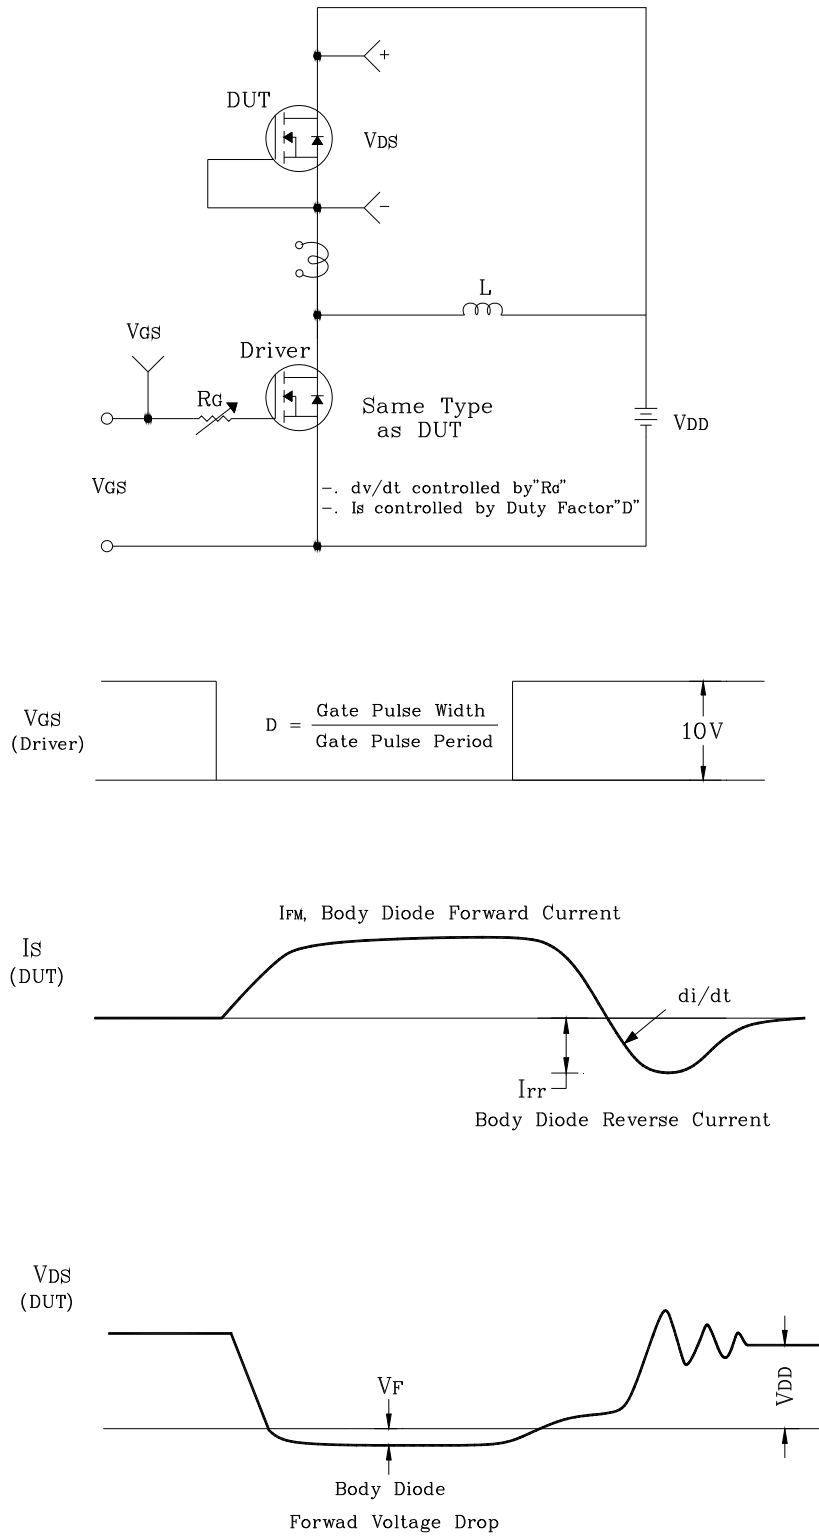 +
DUT
VDS
−
L
VGS
Driver
RG
Same Type
as DUT
VDD
VGS
−. dv/dt controlled by"RG"
−. Is controlled by Duty Factor"D"
VGS
(Driver)
D = Gate Pulse Width
Gate Pulse Period
10V
IFM, Body Diode Forward Current
IS
(DUT)
di/dt
Irr
Body Diode Reverse Current
VDS
(DUT)
VF
VDD
Body Diode
Forwad Voltage Drop